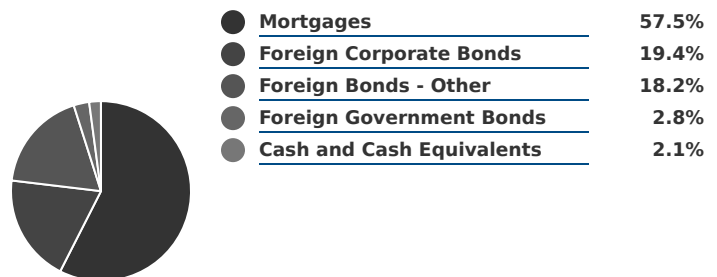 Mortgages 57.5%
Foreign Corporate Bonds 19.4%
Foreign Bonds - Other 18.2%
Foreign Government Bonds 2.8%
Cash and Cash Equivalents 2.1%